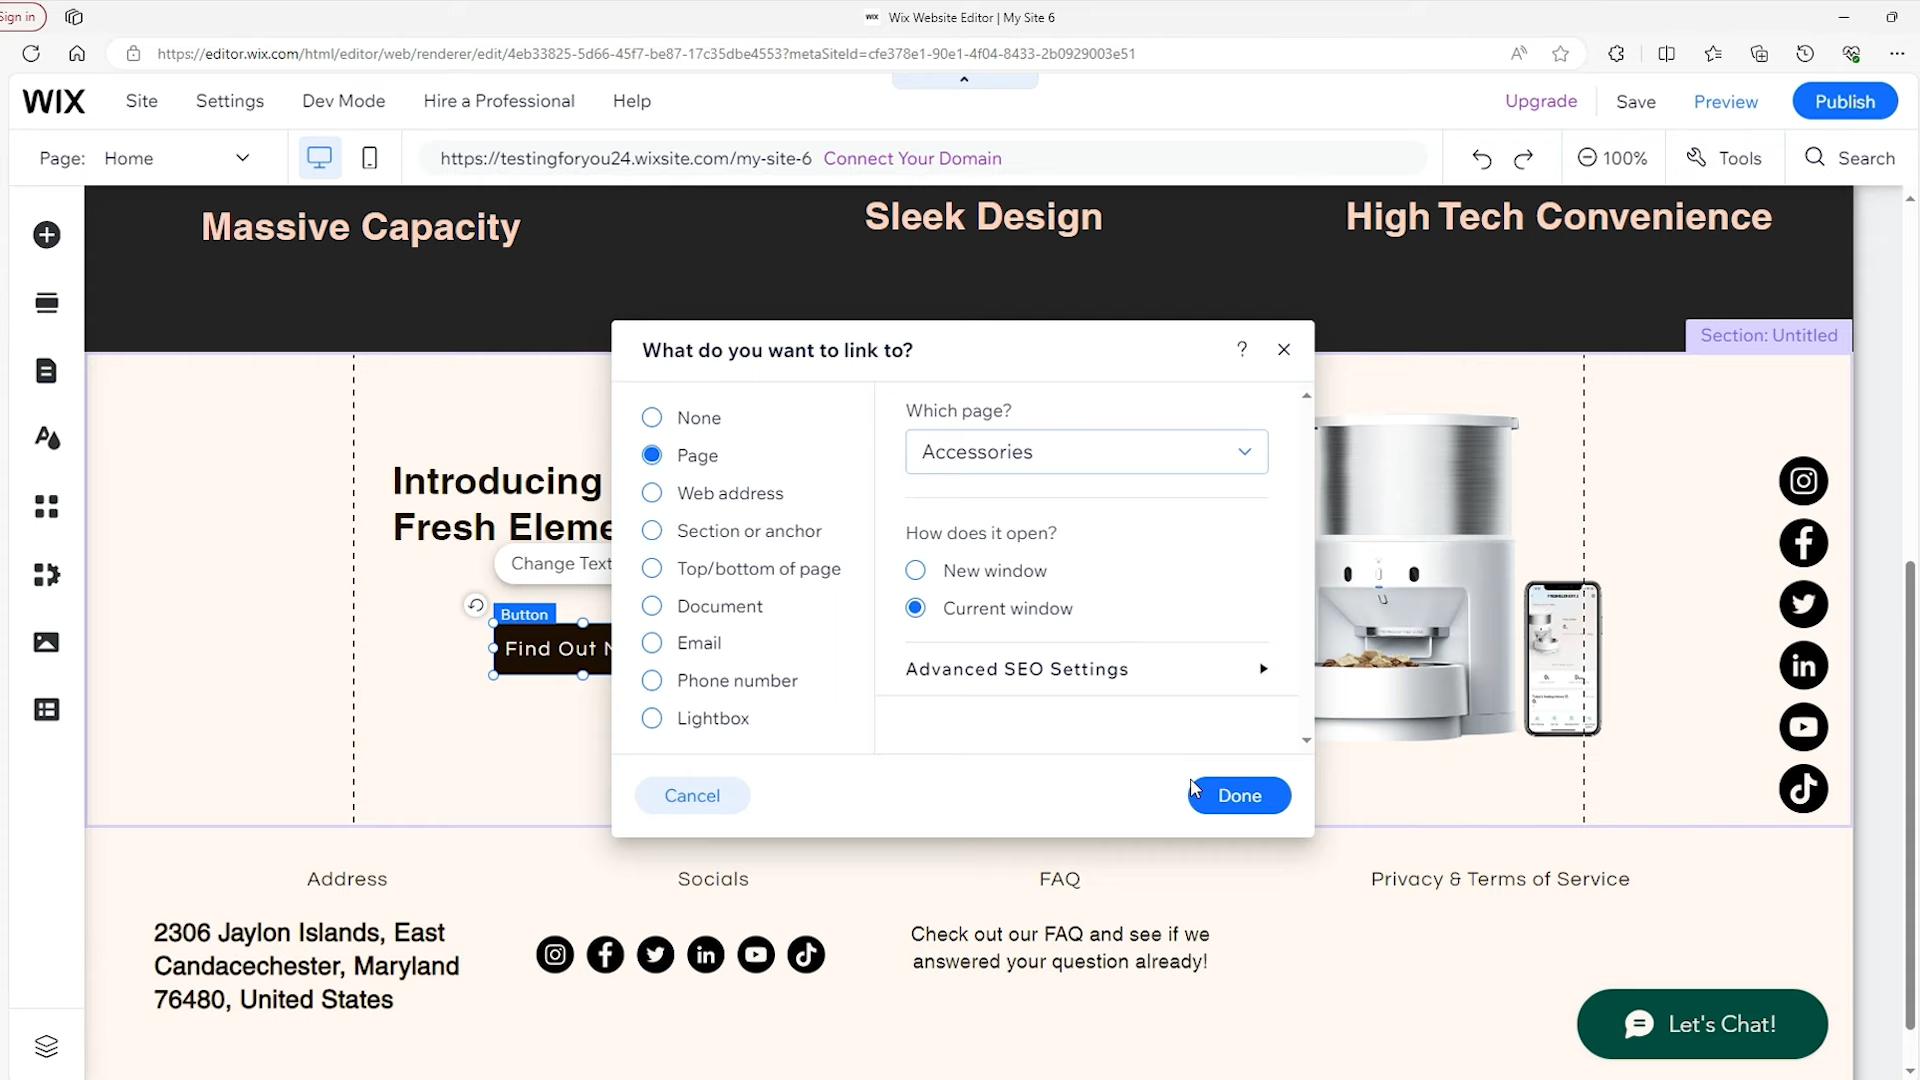 Sign in
WIX Wix Website Editor | My Site 6
https://editor.wix.com/html/editor/web/renderer/edit/4eb33825-5d66-45f7-be87-17c35dbe4553?metaSiteId=cfe378e1-90e1-4f04-8433-2b0929003e51
WIX Site Settings Dev Mode Hire a Professional Help Upgrade Save Preview Publish
Page: Home https://testingforyou24.wixsite.com/my-site-6 Connect Your Domain 100% Tools Search
Massive Capacity Sleek Design High Tech Convenience
Section: Untitled
What do you want to link to? ?
None
Page
Web address
Section or anchor
Top/bottom of page
Document
Email
Phone number
Lightbox
Which page?
Accessories
How does it open?
New window
Current window
Advanced SEO Settings
Cancel Done
Introducing
Fresh Eleme
Change Text
Button
Find Out
Address Socials FAQ Privacy & Terms of Service
2306 Jaylon Islands, East
Candacechester, Maryland
76480, United States
Check out our FAQ and see if we
answered your question already!
Let's Chat!